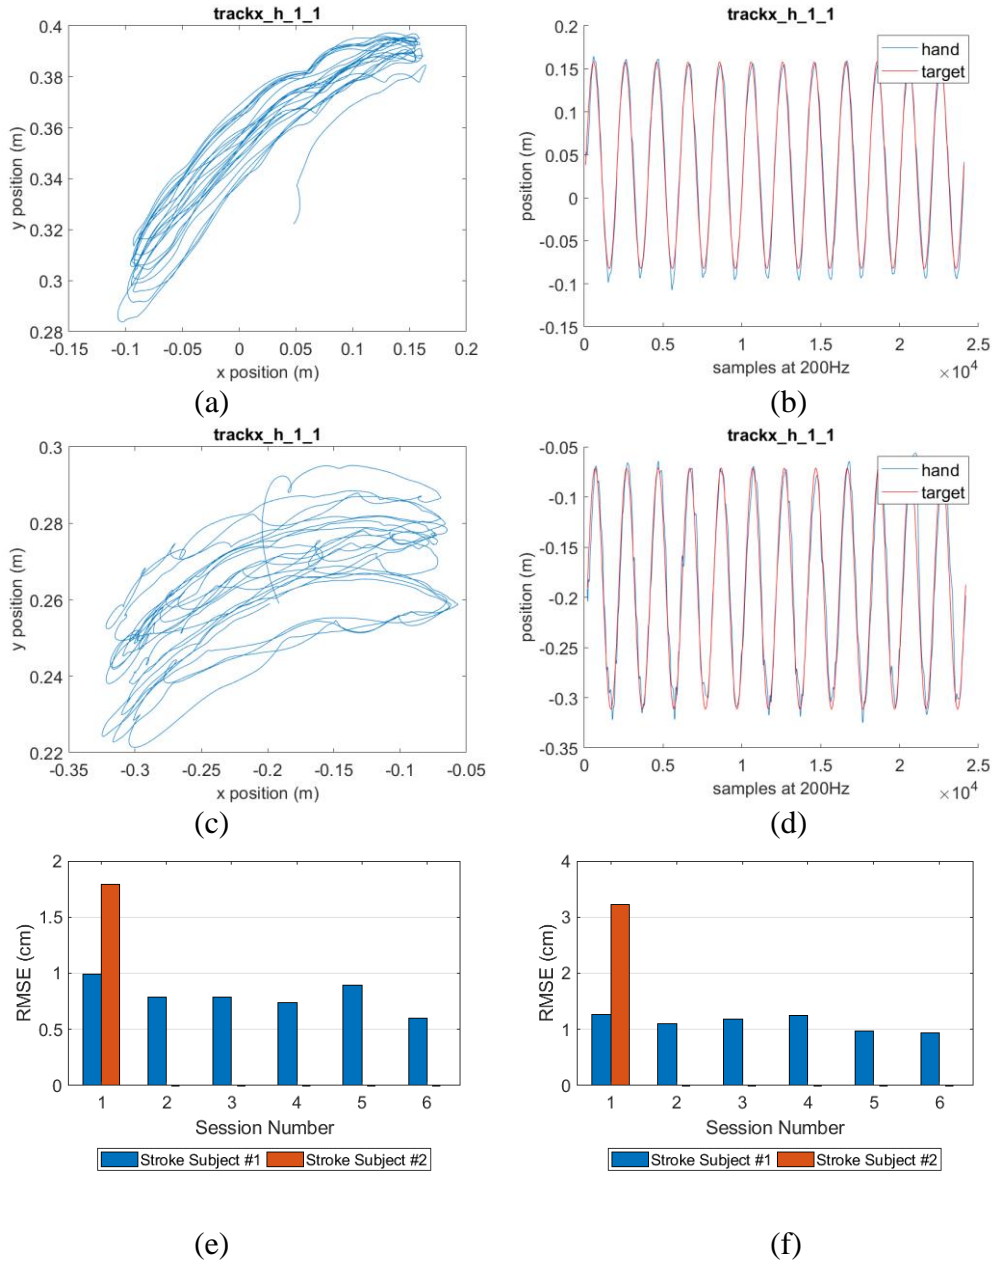 trackx_h_1_1
0.4
0.38
0.36
0.34
0.32
0.3
0.28
y position (m)
-0.15 -0.1 -0.05 0 0.05 0.1 0.15 0.2
x position (m)
(a)
trackx_h_1_1
hand
target
0.2
0.15
0.1
0.05
0
-0.05
-0.1
-0.15
position (m)
0 0.5 1 1.5 2 2.5
samples at 200Hz
×10^4
(b)
trackx_h_1_1
0.3
0.28
0.26
0.24
0.22
y position (m)
-0.35 -0.3 -0.25 -0.2 -0.15 -0.1 -0.05
x position (m)
(c)
trackx_h_1_1
hand
target
-0.05
-0.1
-0.15
-0.2
-0.25
-0.3
-0.35
position (m)
0 0.5 1 1.5 2 2.5
samples at 200Hz
×10^4
(d)
2
1.5
1
0.5
0
RMSE (cm)
1 2 3 4 5 6
Session Number
Stroke Subject #1 Stroke Subject #2
(e)
4
3
2
1
0
RMSE (cm)
1 2 3 4 5 6
Session Number
Stroke Subject #1 Stroke Subject #2
(f)